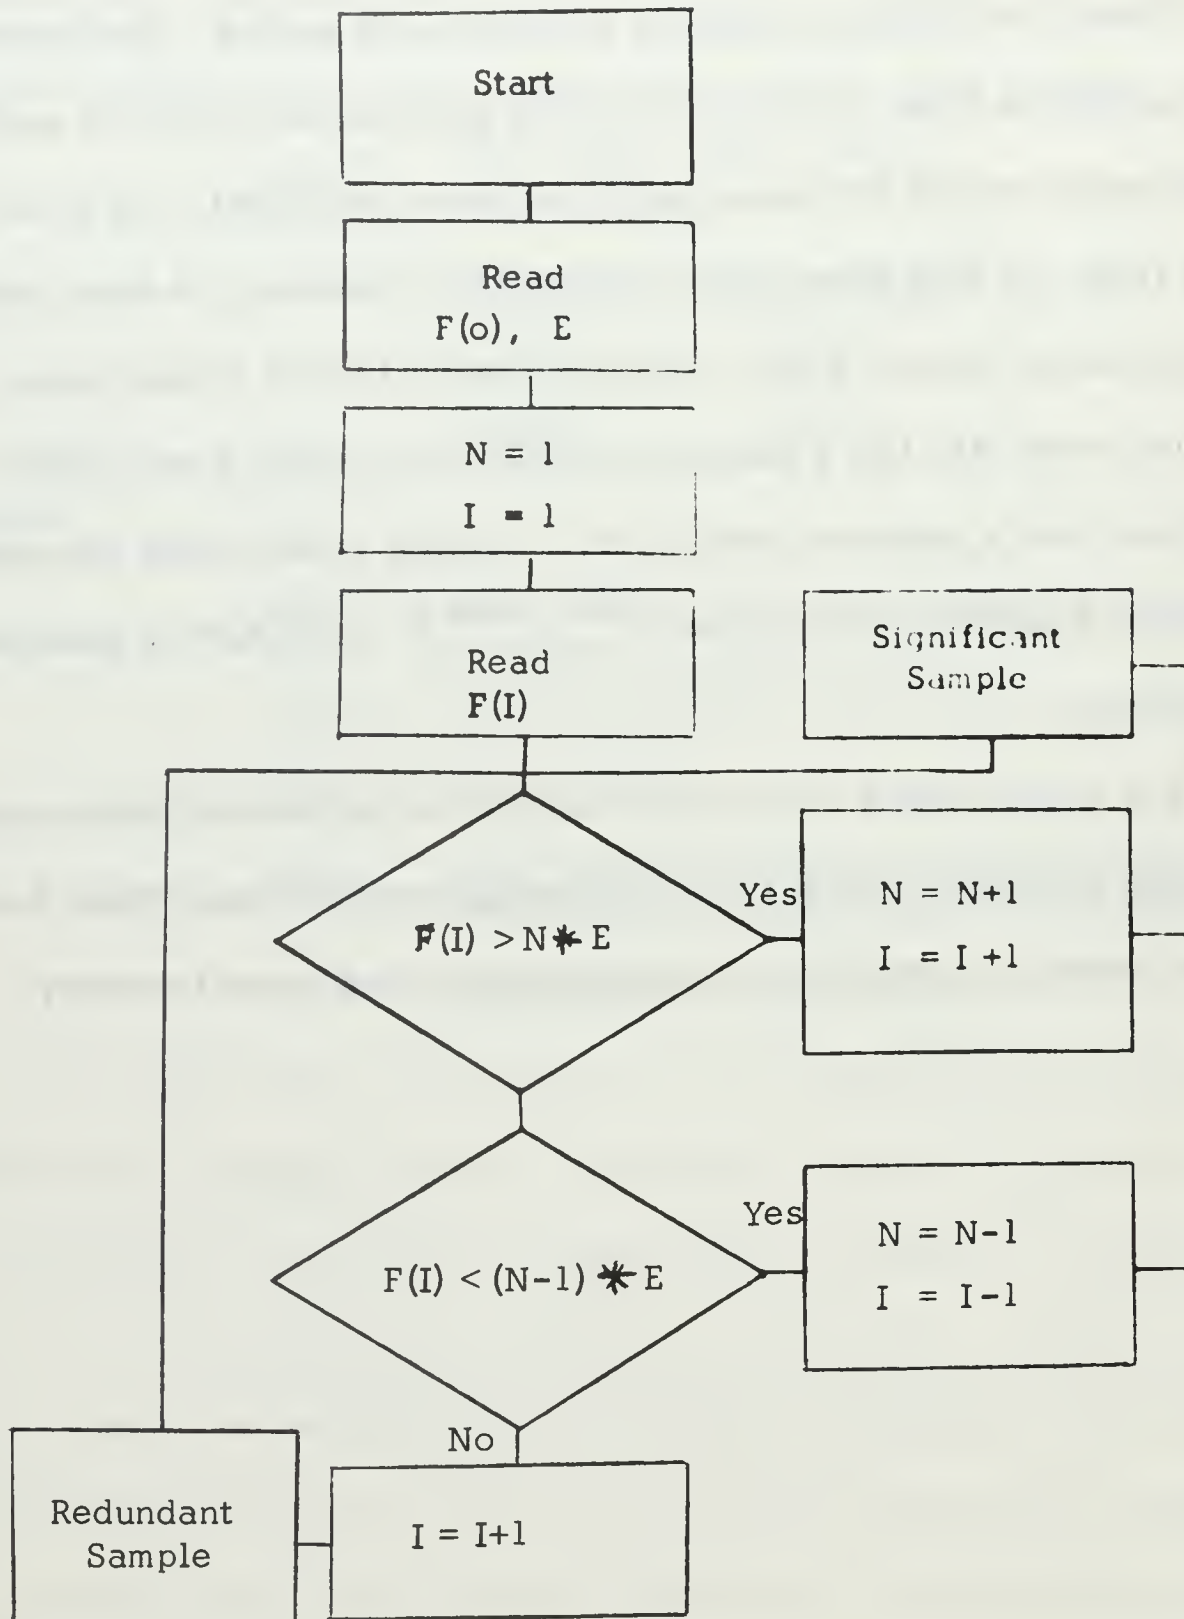 Start
Read
F(o), E
N = 1
I = 1
Read
F(I)
Significant
Sample
F(I) > N * E
Yes
N = N+1
I = I+1
F(I) < (N-1) * E
Yes
N = N-1
I = I-1
No
I = I+1
Redundant
Sample